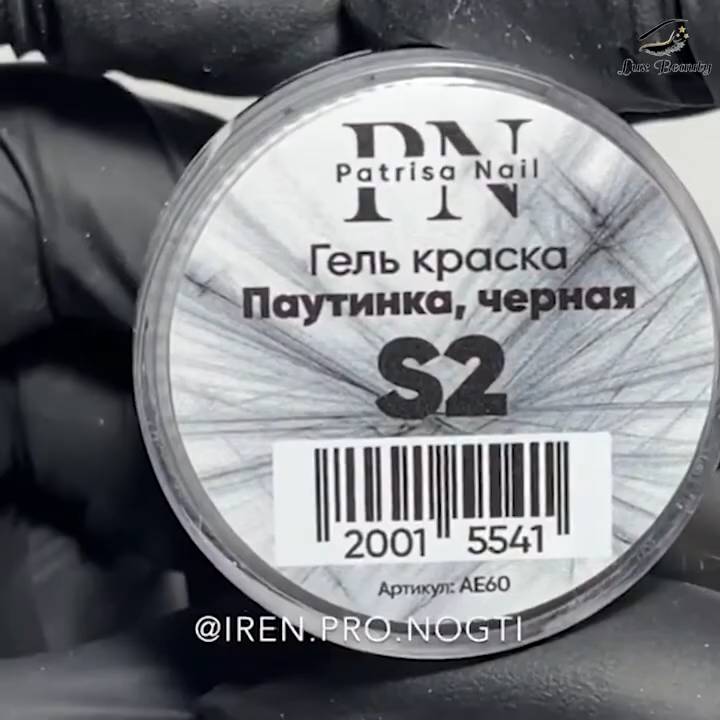 Lux Beauty
PN
Patrisa Nail
Гель краска
Паутинка, черная
S2
2001 5541
Артикул: AE60
@IREN.PRO.NOGTI